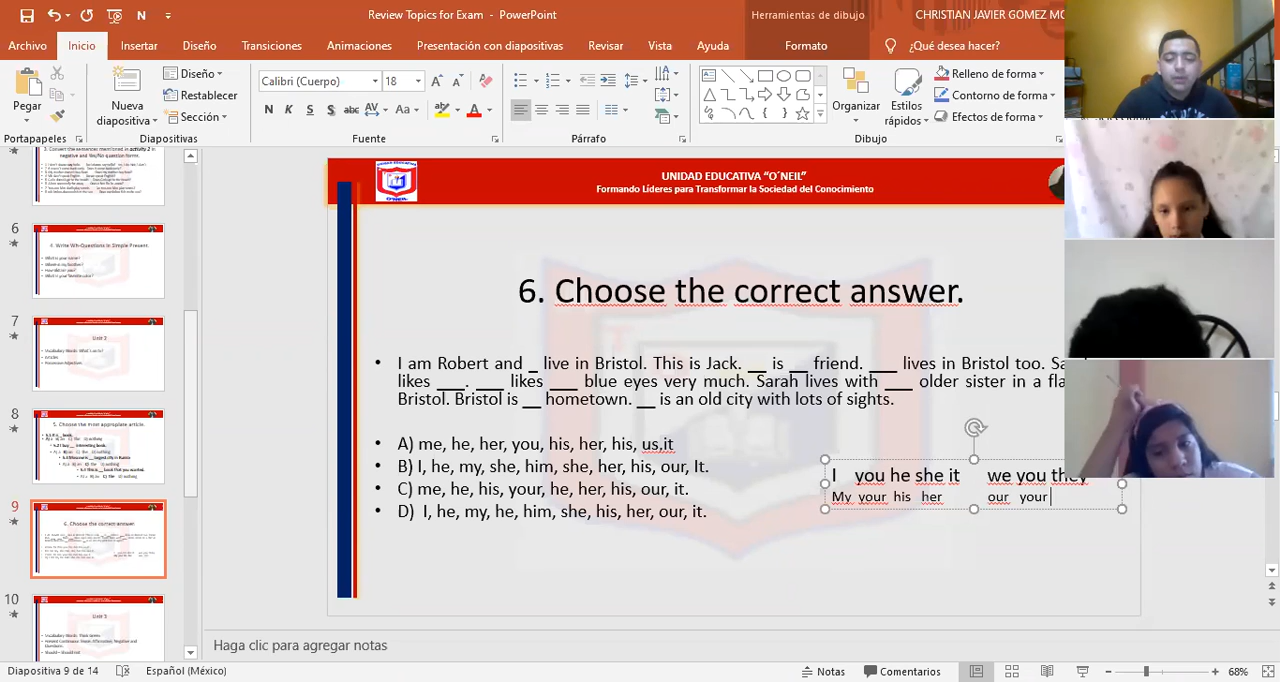 Review Topics for Exam - PowerPoint
Herramientas de dibujo
CHRISTIAN JAVIER GOMEZ
Archivo Inicio Insertar Diseño Transiciones Animaciones Presentación con diapositivas Revisar Vista Ayuda Formato ¿Qué desea hacer?
Pegar
Nueva diapositiva
Diseño
Restablecer
Sección
Calibri (Cuerpo) 18
Organizar
Estilos rápidos
Relleno de forma
Contorno de forma
Efectos de forma
Portapapeles Diapositivas Fuente Párrafo Dibujo
6
4. Write Wh-Questions in Simple Present.
7
Unit 2
8
5. Choose the most appropriate article.
9
6. Choose the correct answer.
10
Unit 3
UNIDAD EDUCATIVA "O´NEIL"
Formando Líderes para Transformar la Sociedad del Conocimiento
6. Choose the correct answer.
• I am Robert and _ live in Bristol. This is Jack. __ is __ friend. ___ lives in Bristol too.
likes ___. ___ likes ___ blue eyes very much. Sarah lives with ___ older sister in a
Bristol. Bristol is __ hometown. __ is an old city with lots of sights.
• A) me, he, her, you, his, her, his, us,it
• B) I, he, my, she, him, she, her, his, our, It.
• C) me, he, his, your, he, her, his, our, it.
• D) I, he, my, he, him, she, his, her, our, it.
I you he she it we you they
My your his her our your
Haga clic para agregar notas
Diapositiva 9 de 14 Español (México) Notas Comentarios 68%